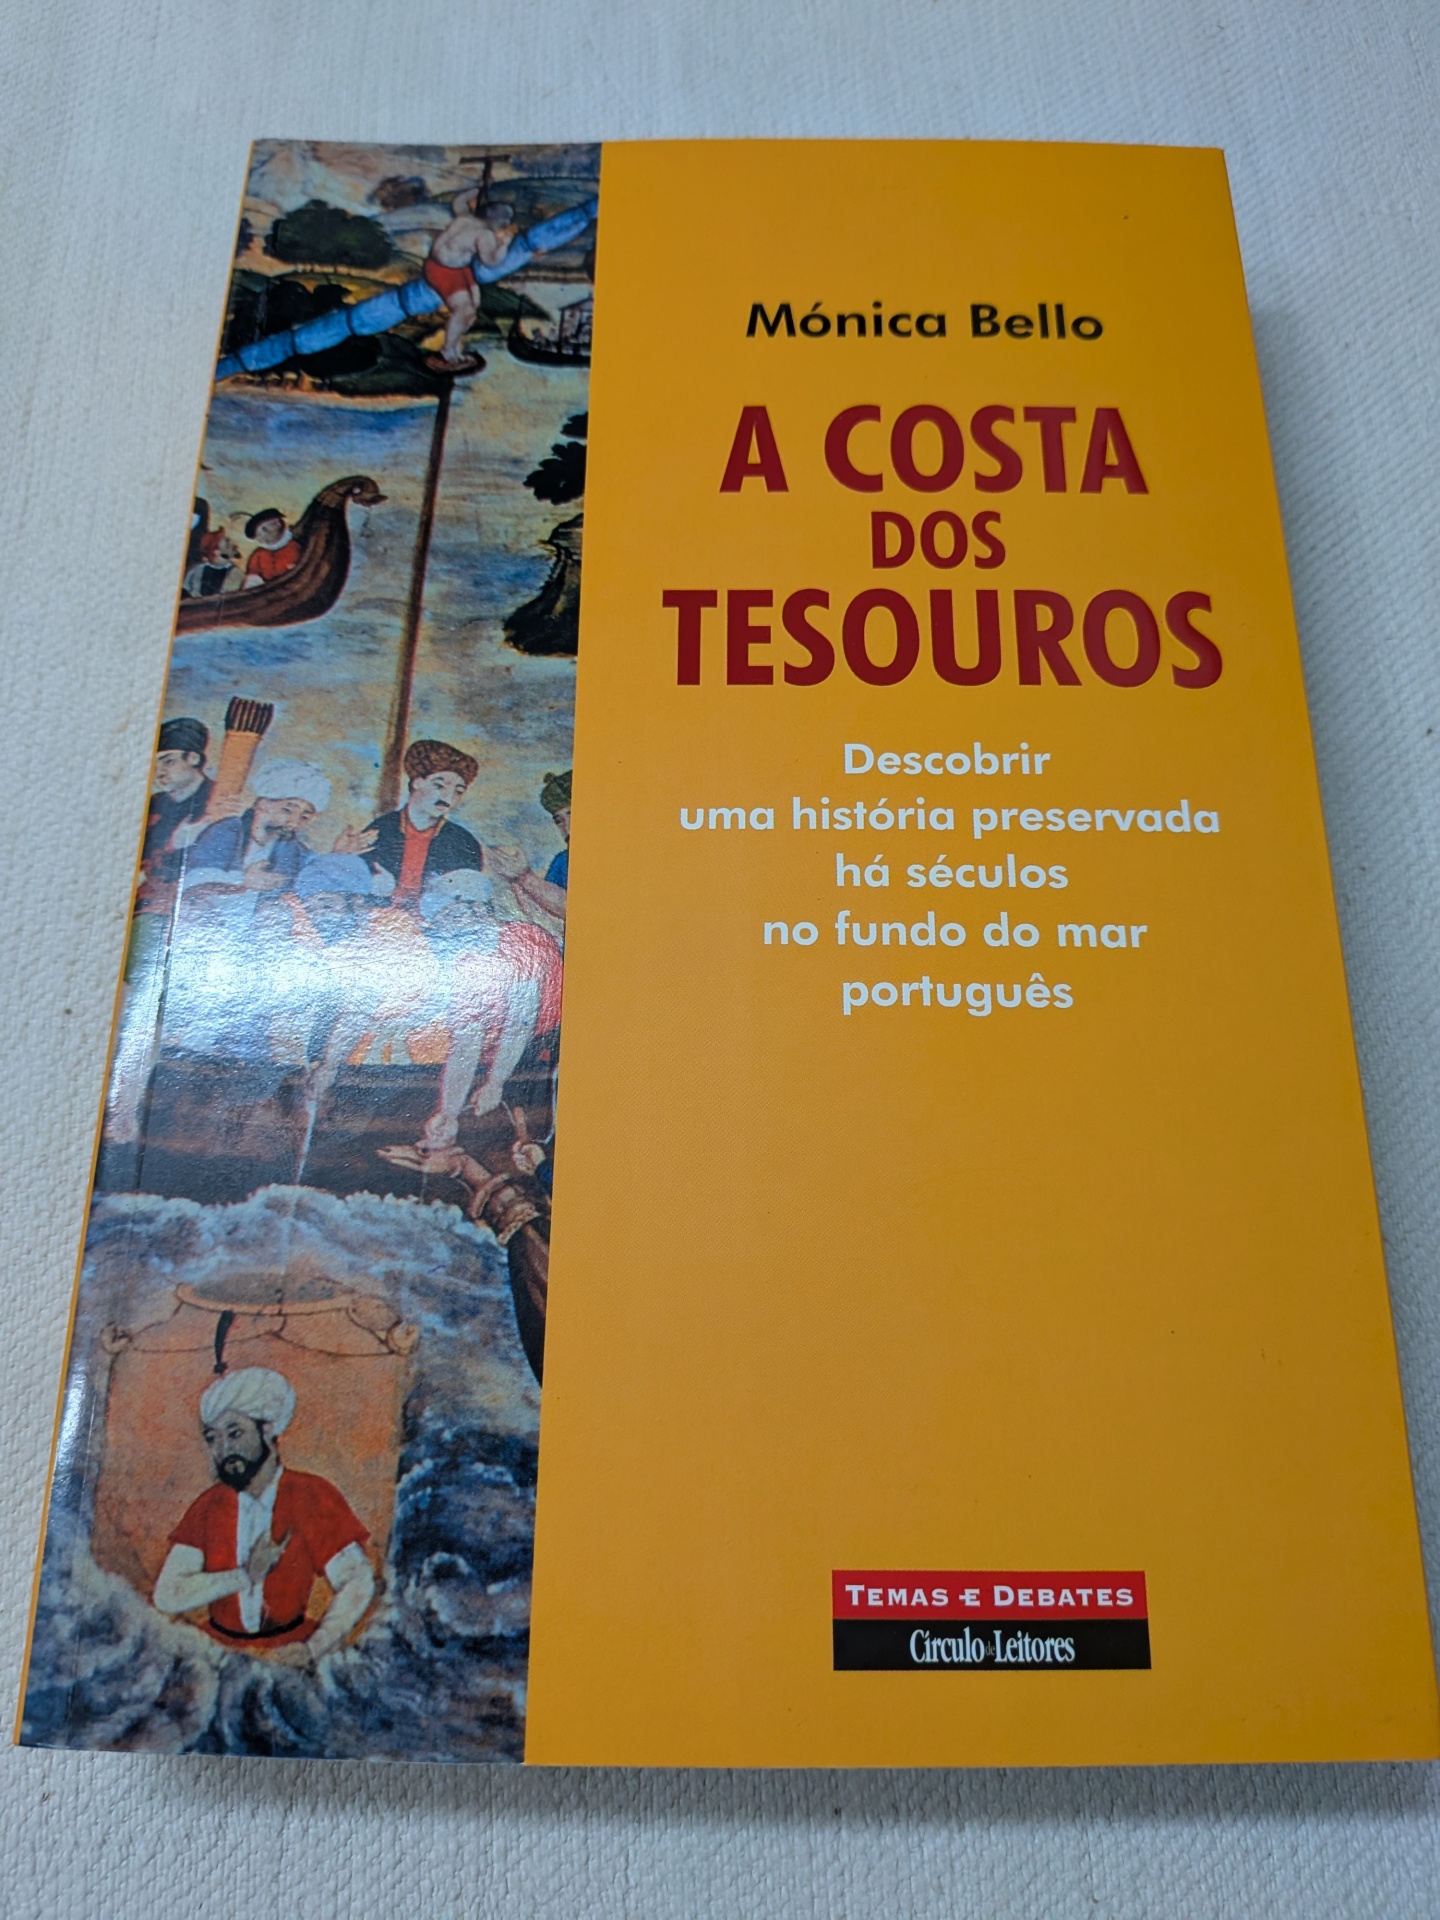 Mónica Bello
A COSTA
DOS
TESOUROS
Descobrir
uma história preservada
há séculos
no fundo do mar
português
TEMAS E DEBATES
Círculo de Leitores